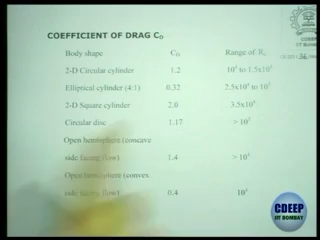 COEFFICIENT OF DRAG CD
Body shape CD Range of Re
2-D Circular cylinder 1.2 10³ to 1.5x10⁵
Elliptical cylinder (4:1) 0.32 2.5x10⁴ to 10⁵
2-D Square cylinder 2.0 3.5x10⁴
Circular disc 1.17 > 10³
Open hemisphere (concave
side facing flow) 1.4 > 10³
Open hemisphere (convex
side facing flow) 0.4 10³
CDEEP
IIT BOMBAY